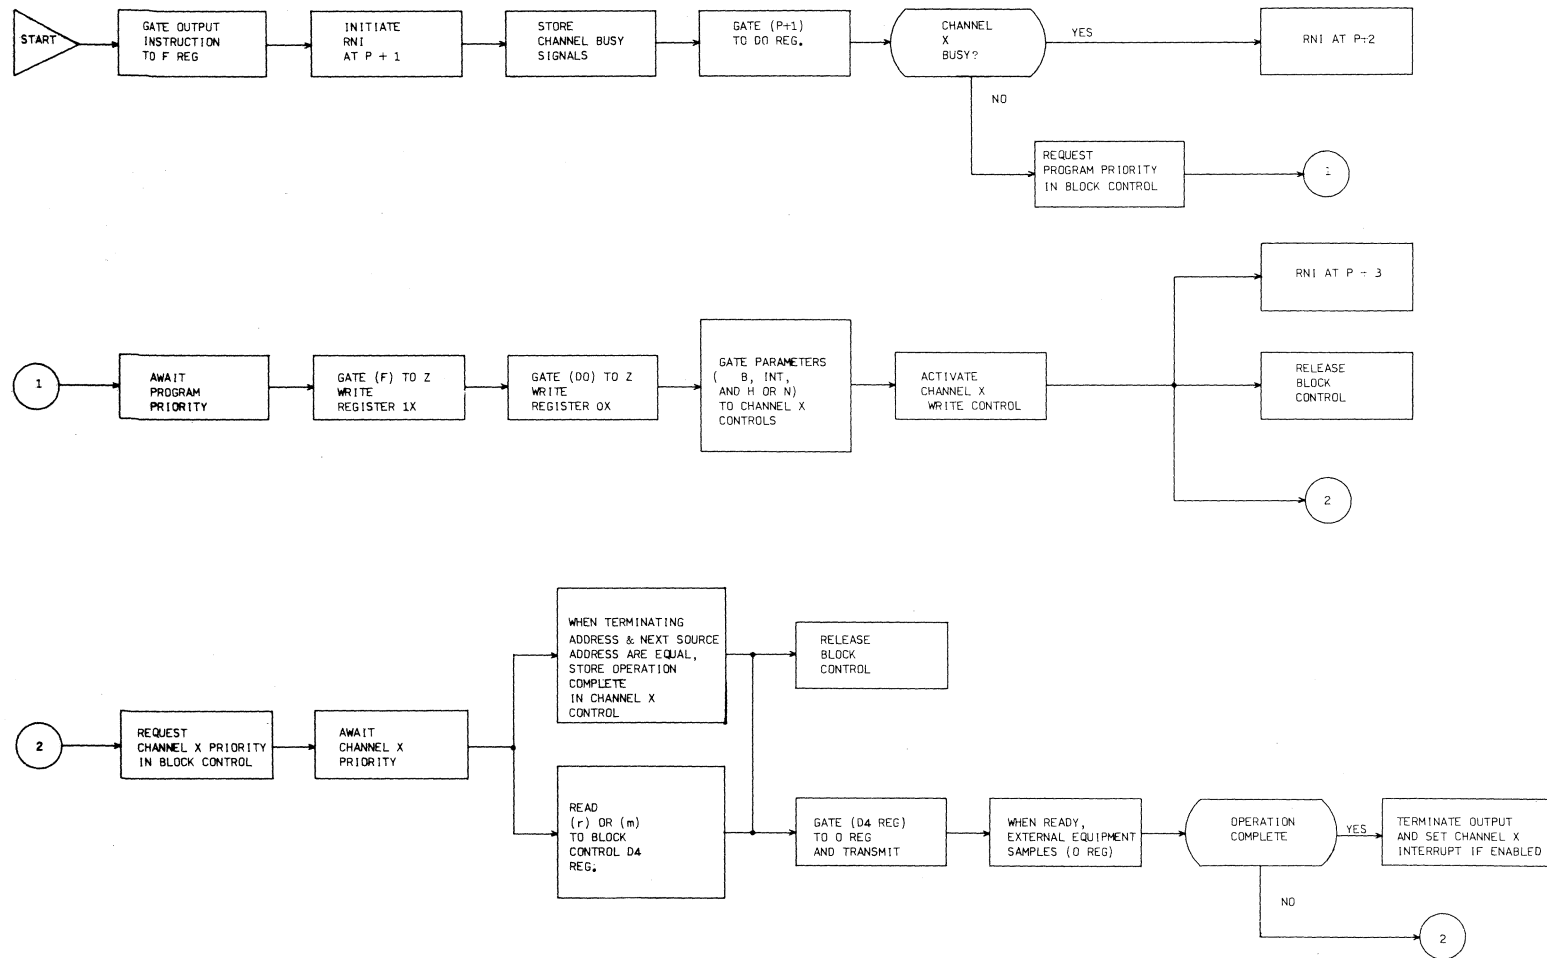 START
GATE OUTPUT
INSTRUCTION
TO F REG
INITIATE
RNI
AT P + 1
STORE
CHANNEL BUSY
SIGNALS
GATE (P+1)
TO DO REG.
CHANNEL
X
BUSY?
YES
RNI AT P÷2
NO
REQUEST
PROGRAM PRIORITY
IN BLOCK CONTROL
1
1
AWAIT
PROGRAM
PRIORITY
GATE (F) TO Z
WRITE
REGISTER 1X
GATE (DO) TO Z
WRITE
REGISTER 0X
GATE PARAMETERS
( B, INT,
AND H OR N)
TO CHANNEL X
CONTROLS
ACTIVATE
CHANNEL X
WRITE CONTROL
RNI AT P ÷ 3
RELEASE
BLOCK
CONTROL
2
2
REQUEST
CHANNEL X PRIORITY
IN BLOCK CONTROL
AWAIT
CHANNEL X
PRIORITY
WHEN TERMINATING
ADDRESS & NEXT SOURCE
ADDRESS ARE EQUAL,
STORE OPERATION
COMPLETE
IN CHANNEL X
CONTROL
RELEASE
BLOCK
CONTROL
READ
(r) OR (m)
TO BLOCK
CONTROL D4
REG.
GATE (D4 REG)
TO O REG
AND TRANSMIT
WHEN READY,
EXTERNAL EQUIPMENT
SAMPLES (O REG)
OPERATION
COMPLETE
YES
TERMINATE OUTPUT
AND SET CHANNEL X
INTERRUPT IF ENABLED
NO
2